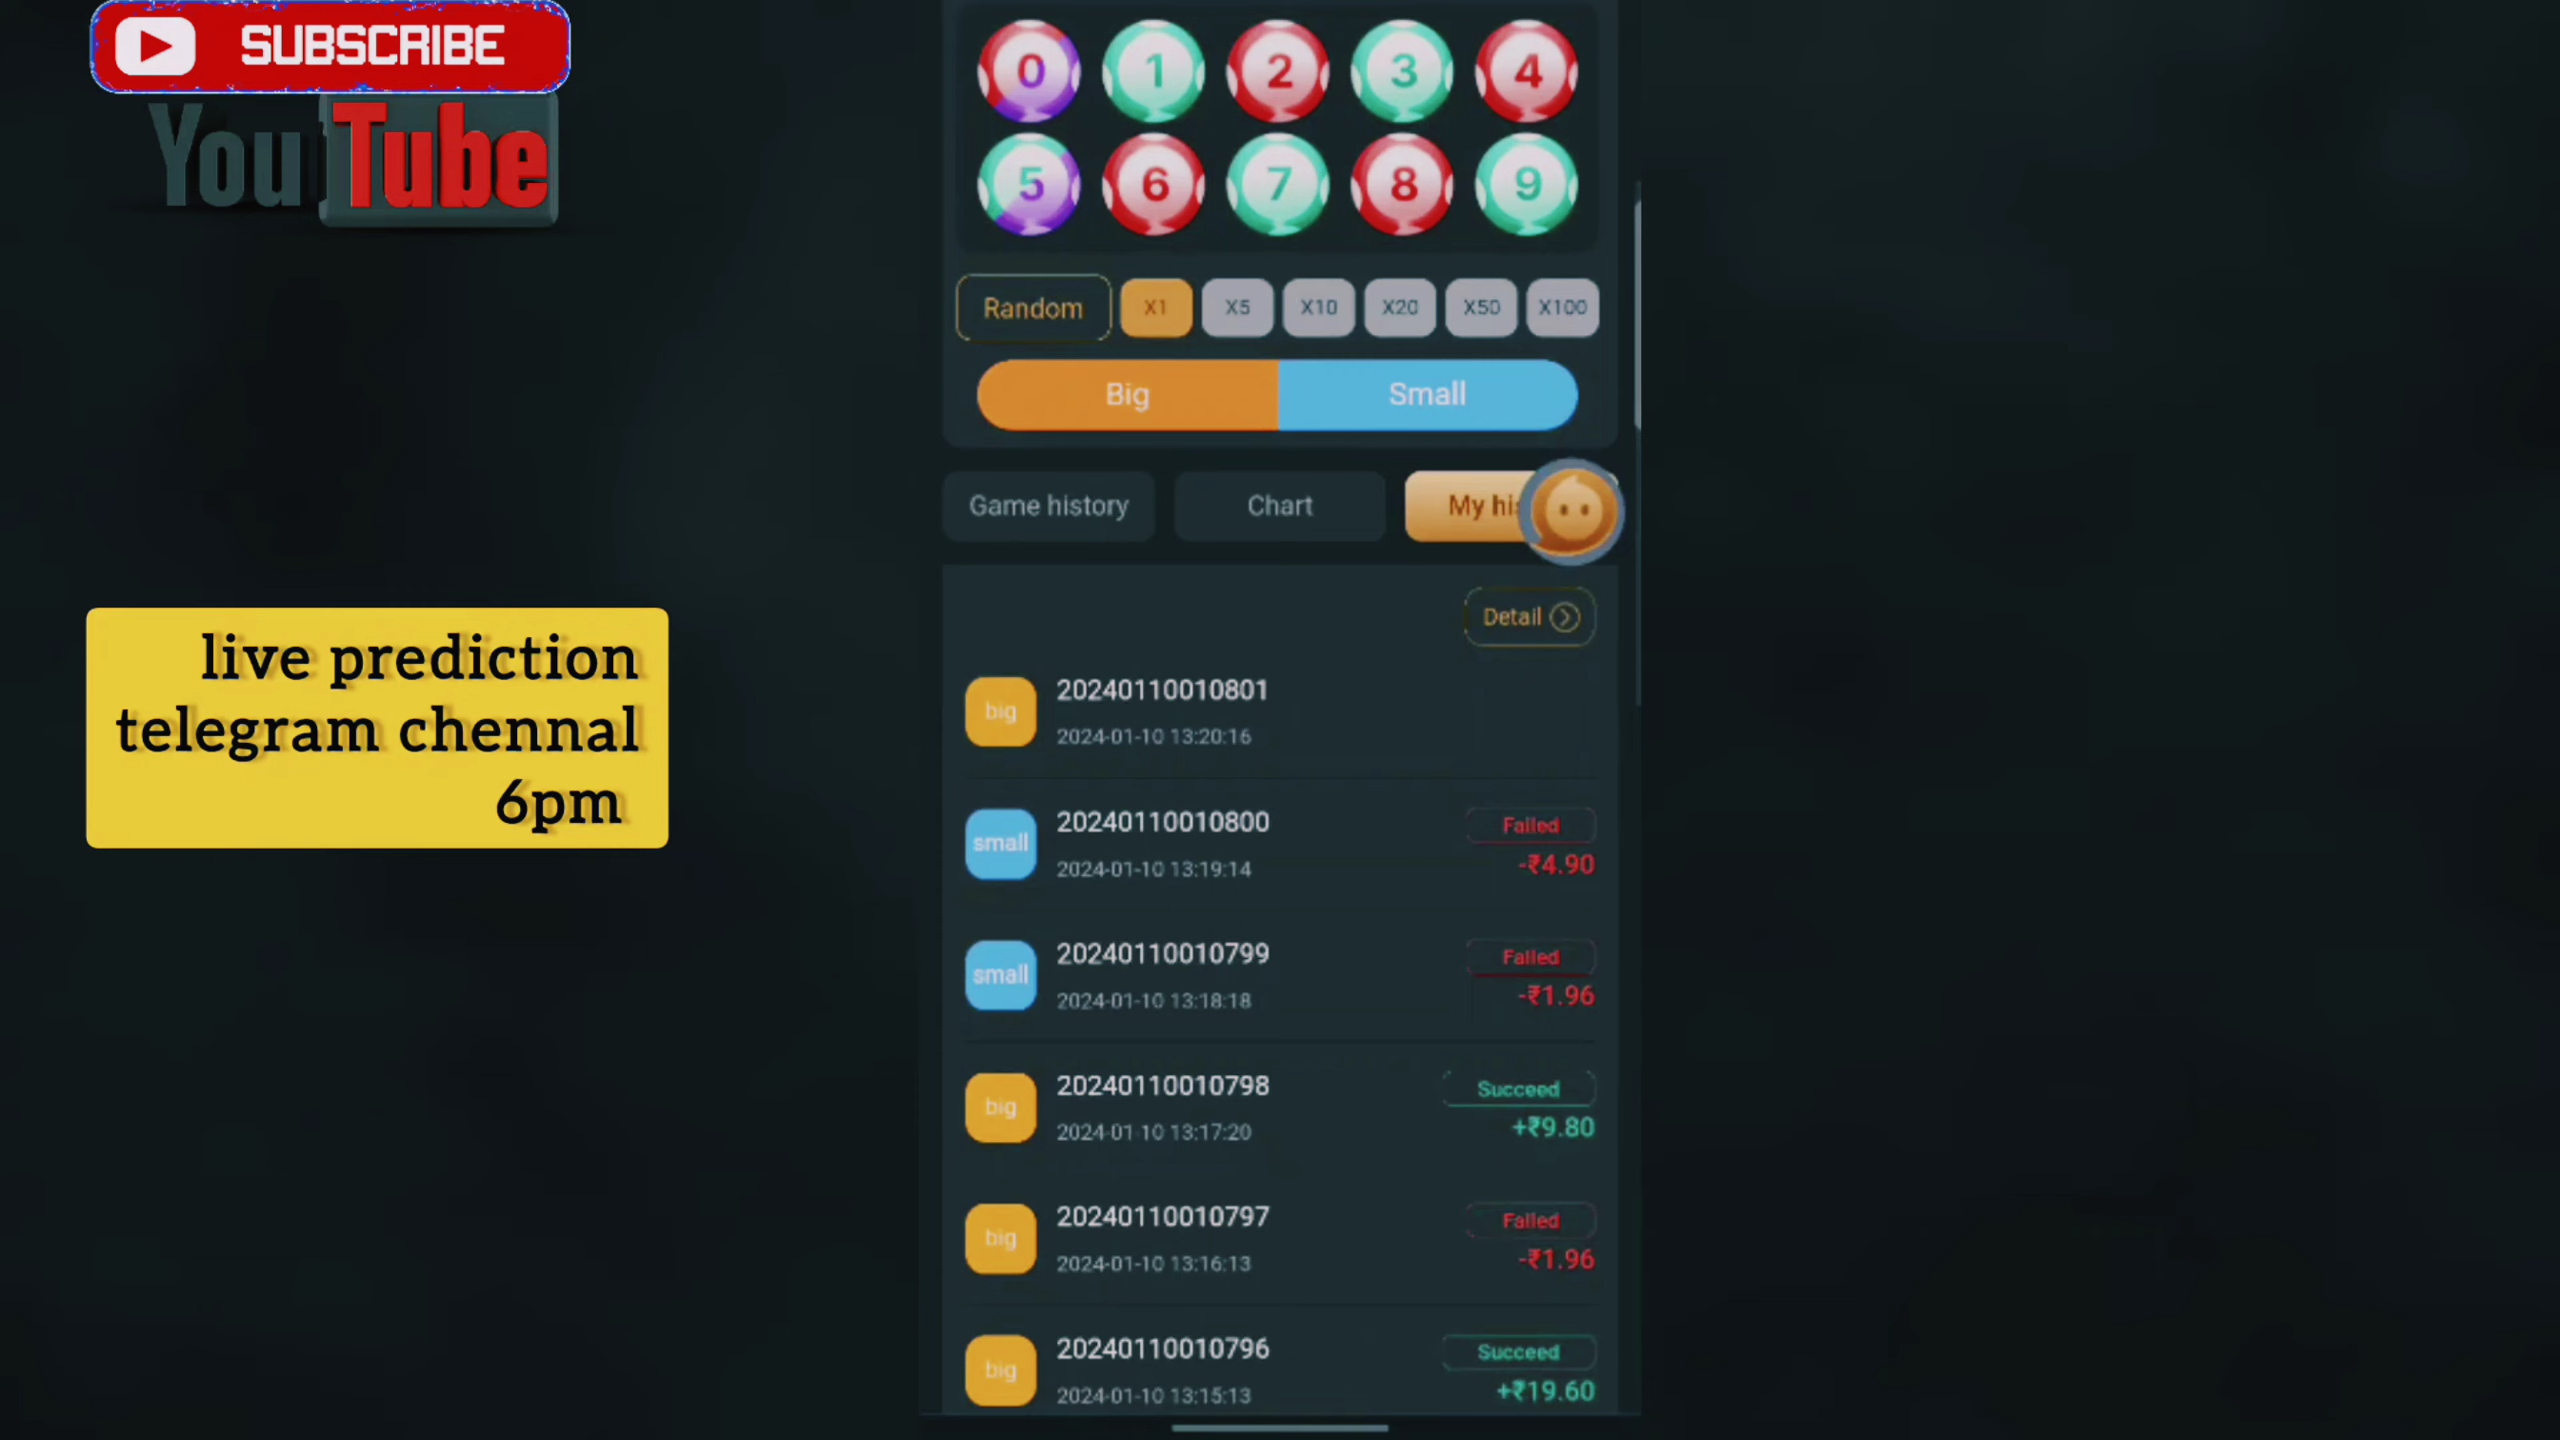 SUBSCRIBE
YouTube
live prediction
telegram chennal
6pm
0 1 2 3 4
5 6 7 8 9
Random X1 X5 X10 X20 X50 X100
Big Small
Game history Chart My his
Detail
big 20240110010801
2024-01-10 13:20:16
small 20240110010800 Failed
2024-01-10 13:19:14 -₹4.90
small 20240110010799 Failed
2024-01-10 13:18:18 -₹1.96
big 20240110010798 Succeed
2024-01-10 13:17:20 +₹9.80
big 20240110010797 Failed
2024-01-10 13:16:13 -₹1.96
big 20240110010796 Succeed
2024-01-10 13:15:13 +₹19.60